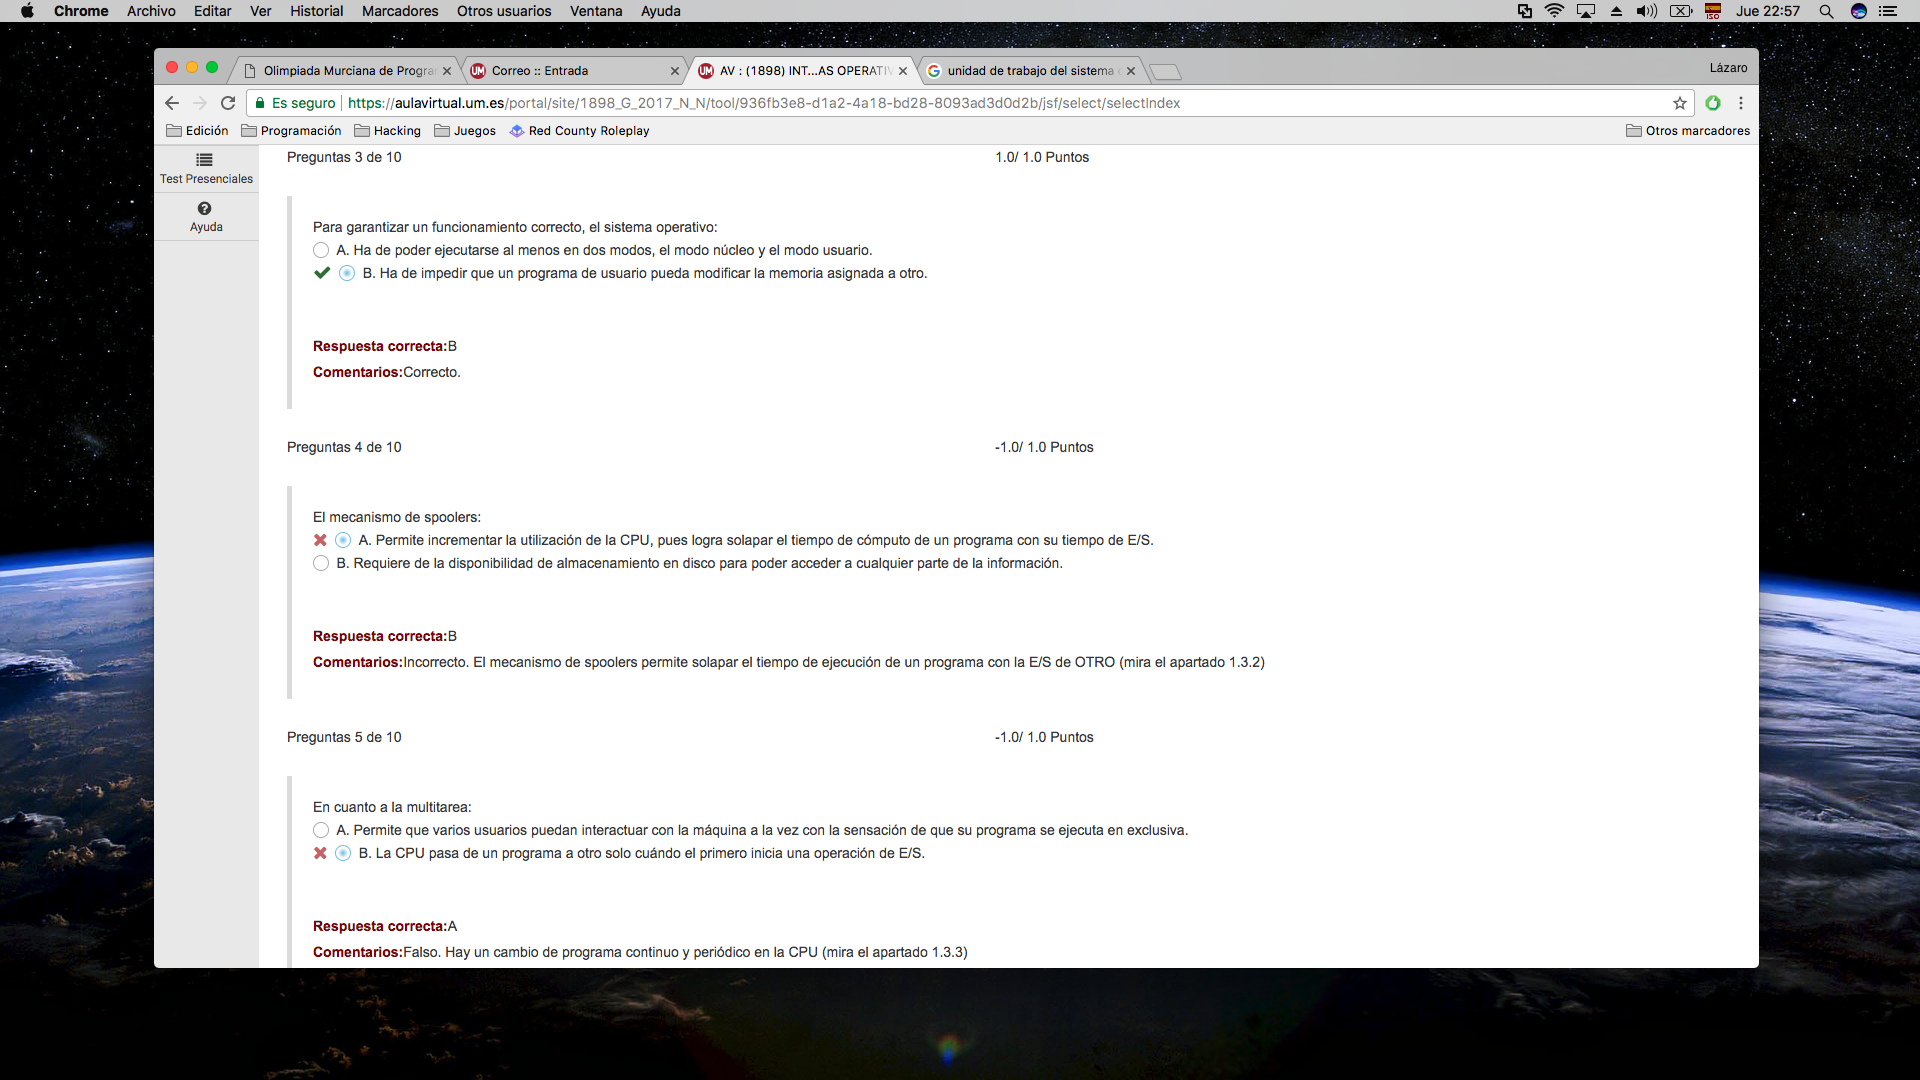 Chrome Archivo Editar Ver Historial Marcadores Otros usuarios Ventana Ayuda ISO Jue 22:57
Olimpiada Murciana de Progra UM Correo :: Entrada UM AV : (1898) INT...AS OPERATIV unidad de trabajo del sistema Lázaro
Es seguro https://aulavirtual.um.es/portal/site/1898_G_2017_N_N/tool/936fb3e8-d1a2-4a18-bd28-8093ad3d0d2b/jsf/select/selectIndex
Edición Programación Hacking Juegos Red County Roleplay Otros marcadores
Test Presenciales
Ayuda
Preguntas 3 de 10 1.0/ 1.0 Puntos
Para garantizar un funcionamiento correcto, el sistema operativo:
A. Ha de poder ejecutarse al menos en dos modos, el modo núcleo y el modo usuario.
B. Ha de impedir que un programa de usuario pueda modificar la memoria asignada a otro.
Respuesta correcta:B
Comentarios:Correcto.
Preguntas 4 de 10 -1.0/ 1.0 Puntos
El mecanismo de spoolers:
A. Permite incrementar la utilización de la CPU, pues logra solapar el tiempo de cómputo de un programa con su tiempo de E/S.
B. Requiere de la disponibilidad de almacenamiento en disco para poder acceder a cualquier parte de la información.
Respuesta correcta:B
Comentarios:Incorrecto. El mecanismo de spoolers permite solapar el tiempo de ejecución de un programa con la E/S de OTRO (mira el apartado 1.3.2)
Preguntas 5 de 10 -1.0/ 1.0 Puntos
En cuanto a la multitarea:
A. Permite que varios usuarios puedan interactuar con la máquina a la vez con la sensación de que su programa se ejecuta en exclusiva.
B. La CPU pasa de un programa a otro solo cuándo el primero inicia una operación de E/S.
Respuesta correcta:A
Comentarios:Falso. Hay un cambio de programa continuo y periódico en la CPU (mira el apartado 1.3.3)